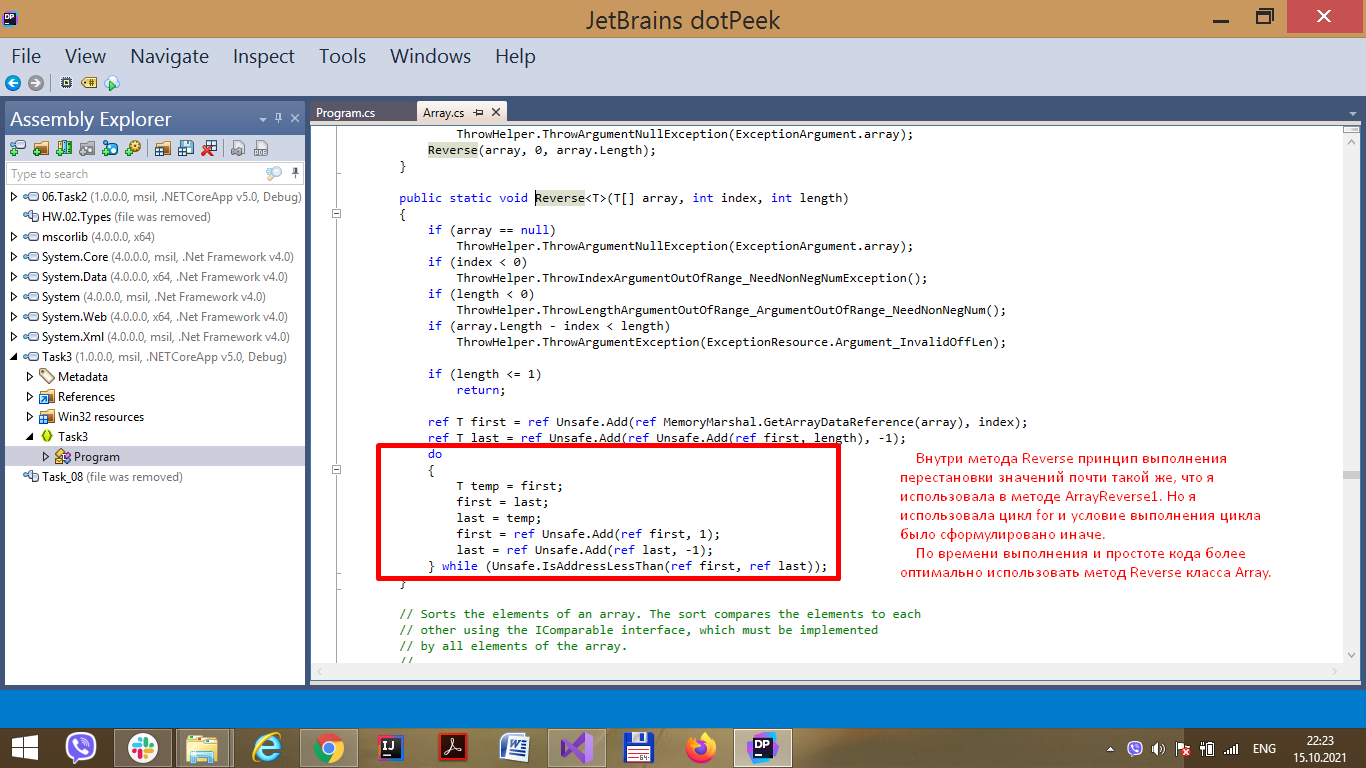 DP
JetBrains dotPeek
File View Navigate Inspect Tools Windows Help
Assembly Explorer
Type to search
06.Task2 (1.0.0.0, msil, .NETCoreApp v5.0, Debug)
HW.02.Types (file was removed)
mscorlib (4.0.0.0, x64)
System.Core (4.0.0.0, msil, .Net Framework v4.0)
System.Data (4.0.0.0, x64, .Net Framework v4.0)
System (4.0.0.0, msil, .Net Framework v4.0)
System.Web (4.0.0.0, x64, .Net Framework v4.0)
System.Xml (4.0.0.0, msil, .Net Framework v4.0)
Task3 (1.0.0.0, msil, .NETCoreApp v5.0, Debug)
Metadata
References
Win32 resources
Task3
Program
Task_08 (file was removed)
Program.cs Array.cs
ThrowHelper.ThrowArgumentNullException(ExceptionArgument.array);
Reverse(array, 0, array.Length);
}
public static void Reverse<T>(T[] array, int index, int length)
{
if (array == null)
ThrowHelper.ThrowArgumentNullException(ExceptionArgument.array);
if (index < 0)
ThrowHelper.ThrowIndexArgumentOutOfRange_NeedNonNegNumException();
if (length < 0)
ThrowHelper.ThrowLengthArgumentOutOfRange_ArgumentOutOfRange_NeedNonNegNum();
if (array.Length - index < length)
ThrowHelper.ThrowArgumentException(ExceptionResource.Argument_InvalidOffLen);
if (length <= 1)
return;
ref T first = ref Unsafe.Add(ref MemoryMarshal.GetArrayDataReference(array), index);
ref T last = ref Unsafe.Add(ref Unsafe.Add(ref first, length), -1);
do
{
T temp = first;
first = last;
last = temp;
first = ref Unsafe.Add(ref first, 1);
last = ref Unsafe.Add(ref last, -1);
} while (Unsafe.IsAddressLessThan(ref first, ref last));
}
// Sorts the elements of an array. The sort compares the elements to each
// other using the IComparable interface, which must be implemented
// by all elements of the array.
//
Внутри метода Reverse принцип выполнения
перестановки значений почти такой же, что я
использовала в методе ArrayReverse1. Но я
использовала цикл for и условие выполнения цикла
было сформулировано иначе.
По времени выполнения и простоте кода более
оптимально использовать метод Reverse класса Array.
IJ
W
64
DP
ENG
22:23
15.10.2021